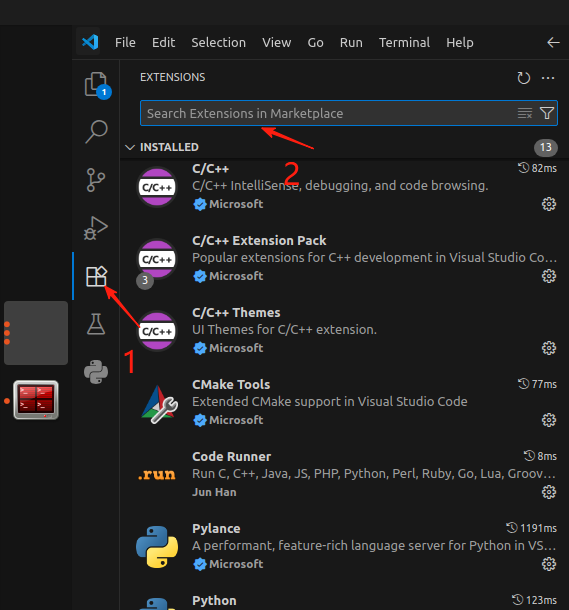 File Edit Selection View Go Run Terminal Help
1
EXTENSIONS
Search Extensions in Marketplace
INSTALLED 13
2
C/C++ 82ms
C/C++
C/C++ IntelliSense, debugging, and code browsing.
Microsoft
C/C++ Extension Pack
C/C++
Popular extensions for C++ development in Visual Studio Co...
Microsoft
3
C/C++ Themes
C/C++
UI Themes for C/C++ extension.
Microsoft
1
CMake Tools 77ms
Extended CMake support in Visual Studio Code
Microsoft
Code Runner 8ms
.run
Run C, C++, Java, JS, PHP, Python, Perl, Ruby, Go, Lua, Groov...
Jun Han
Pylance 1191ms
A performant, feature-rich language server for Python in VS...
Microsoft
Python 123ms